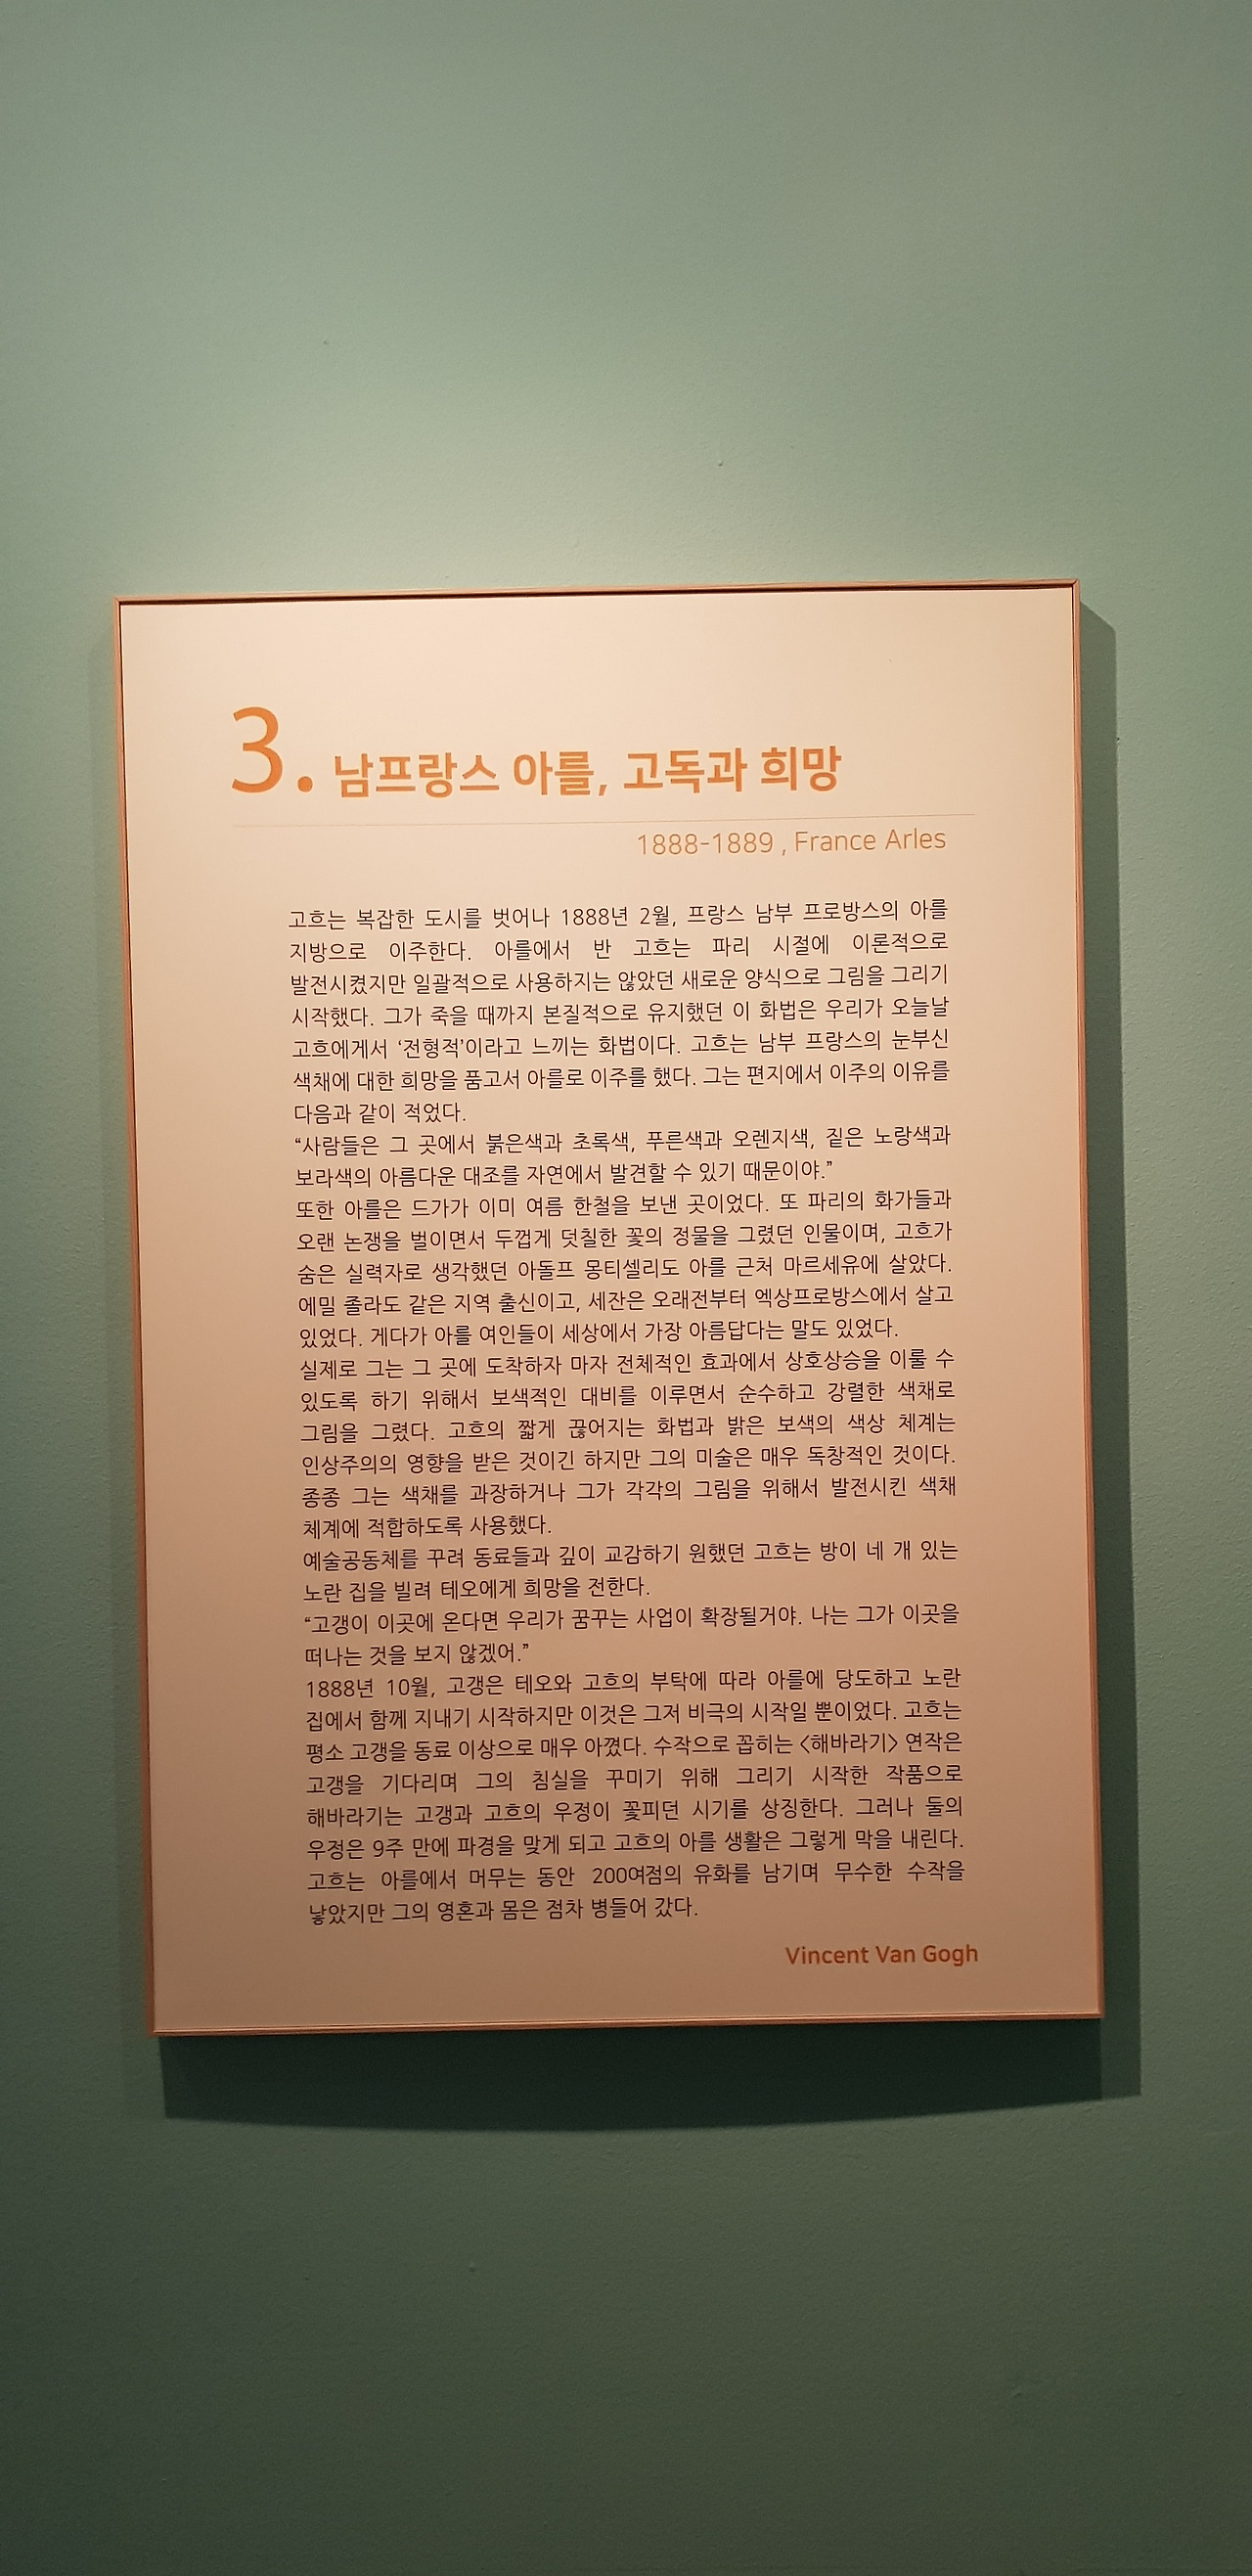 3. 남프랑스 아를, 고독과 희망
1888-1889 , France Arles
고흐는 복잡한 도시를 벗어나 1888년 2월, 프랑스 남부 프로방스의 아를
지방으로 이주한다. 아를에서 반 고흐는 파리 시절에 이론적으로
발전시켰지만 일괄적으로 사용하지는 않았던 새로운 양식으로 그림을 그리기
시작했다. 그가 죽을 때까지 본질적으로 유지했던 이 화법은 우리가 오늘날
고흐에게서 ‘전형적’이라고 느끼는 화법이다. 고흐는 남부 프랑스의 눈부신
색채에 대한 희망을 품고서 아를로 이주를 했다. 그는 편지에서 이주의 이유를
다음과 같이 적었다.
“사람들은 그 곳에서 붉은색과 초록색, 푸른색과 오렌지색, 짙은 노랑색과
보라색의 아름다운 대조를 자연에서 발견할 수 있기 때문이야.”
또한 아를은 드가가 이미 여름 한철을 보낸 곳이었다. 또 파리의 화가들과
오랜 논쟁을 벌이면서 두껍게 덧칠한 꽃의 정물을 그렸던 인물이며, 고흐가
숨은 실력자로 생각했던 아돌프 몽티셀리도 아를 근처 마르세유에 살았다.
에밀 졸라도 같은 지역 출신이고, 세잔은 오래전부터 엑상프로방스에서 살고
있었다. 게다가 아를 여인들이 세상에서 가장 아름답다는 말도 있었다.
실제로 그는 그 곳에 도착하자 마자 전체적인 효과에서 상호상승을 이룰 수
있도록 하기 위해서 보색적인 대비를 이루면서 순수하고 강렬한 색채로
그림을 그렸다. 고흐의 짧게 끊어지는 화법과 밝은 보색의 색상 체계는
인상주의의 영향을 받은 것이긴 하지만 그의 미술은 매우 독창적인 것이다.
종종 그는 색채를 과장하거나 그가 각각의 그림을 위해서 발전시킨 색채
체계에 적합하도록 사용했다.
예술공동체를 꾸려 동료들과 깊이 교감하기 원했던 고흐는 방이 네 개 있는
노란 집을 빌려 테오에게 희망을 전한다.
“고갱이 이곳에 온다면 우리가 꿈꾸는 사업이 확장될거야. 나는 그가 이곳을
떠나는 것을 보지 않겠어.”
1888년 10월, 고갱은 테오와 고흐의 부탁에 따라 아를에 당도하고 노란
집에서 함께 지내기 시작하지만 이것은 그저 비극의 시작일 뿐이었다. 고흐는
평소 고갱을 동료 이상으로 매우 아꼈다. 수작으로 꼽히는 <해바라기> 연작은
고갱을 기다리며 그의 침실을 꾸미기 위해 그리기 시작한 작품으로
해바라기는 고갱과 고흐의 우정이 꽃피던 시기를 상징한다. 그러나 둘의
우정은 9주 만에 파경을 맞게 되고 고흐의 아를 생활은 그렇게 막을 내린다.
고흐는 아를에서 머무는 동안 200여점의 유화를 남기며 무수한 수작을
낳았지만 그의 영혼과 몸은 점차 병들어 갔다.
Vincent Van Gogh